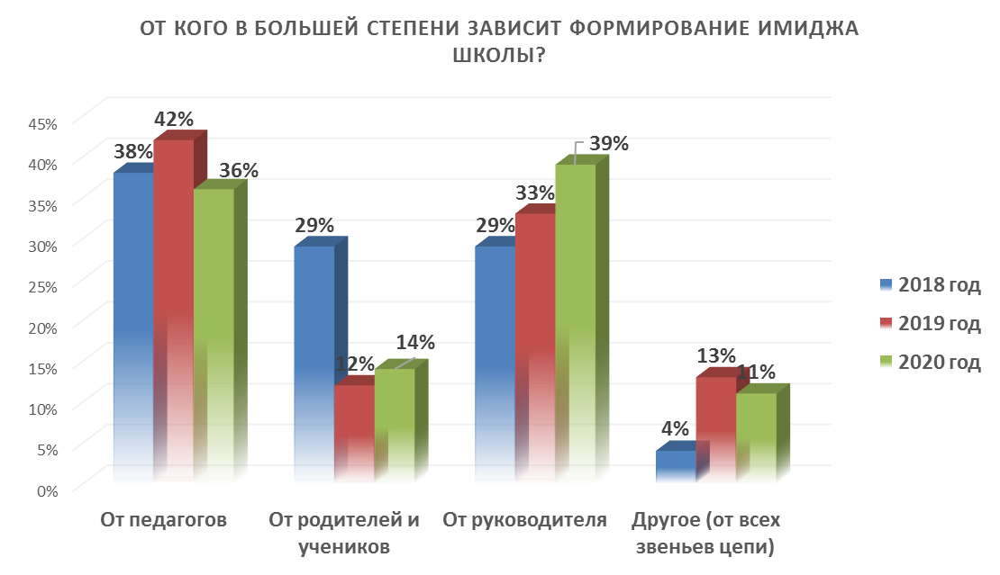 ОТ КОГО В БОЛЬШЕЙ СТЕПЕНИ ЗАВИСИТ ФОРМИРОВАНИЕ ИМИДЖА
ШКОЛЫ?
45%
40%
35%
30%
25%
20%
15%
10%
5%
0%
38%
42%
36%
29%
12%
14%
29%
33%
39%
4%
13%
11%
От педагогов
От родителей и
учеников
От руководителя
Другое (от всех
звеньев цепи)
2018 год
2019 год
2020 год